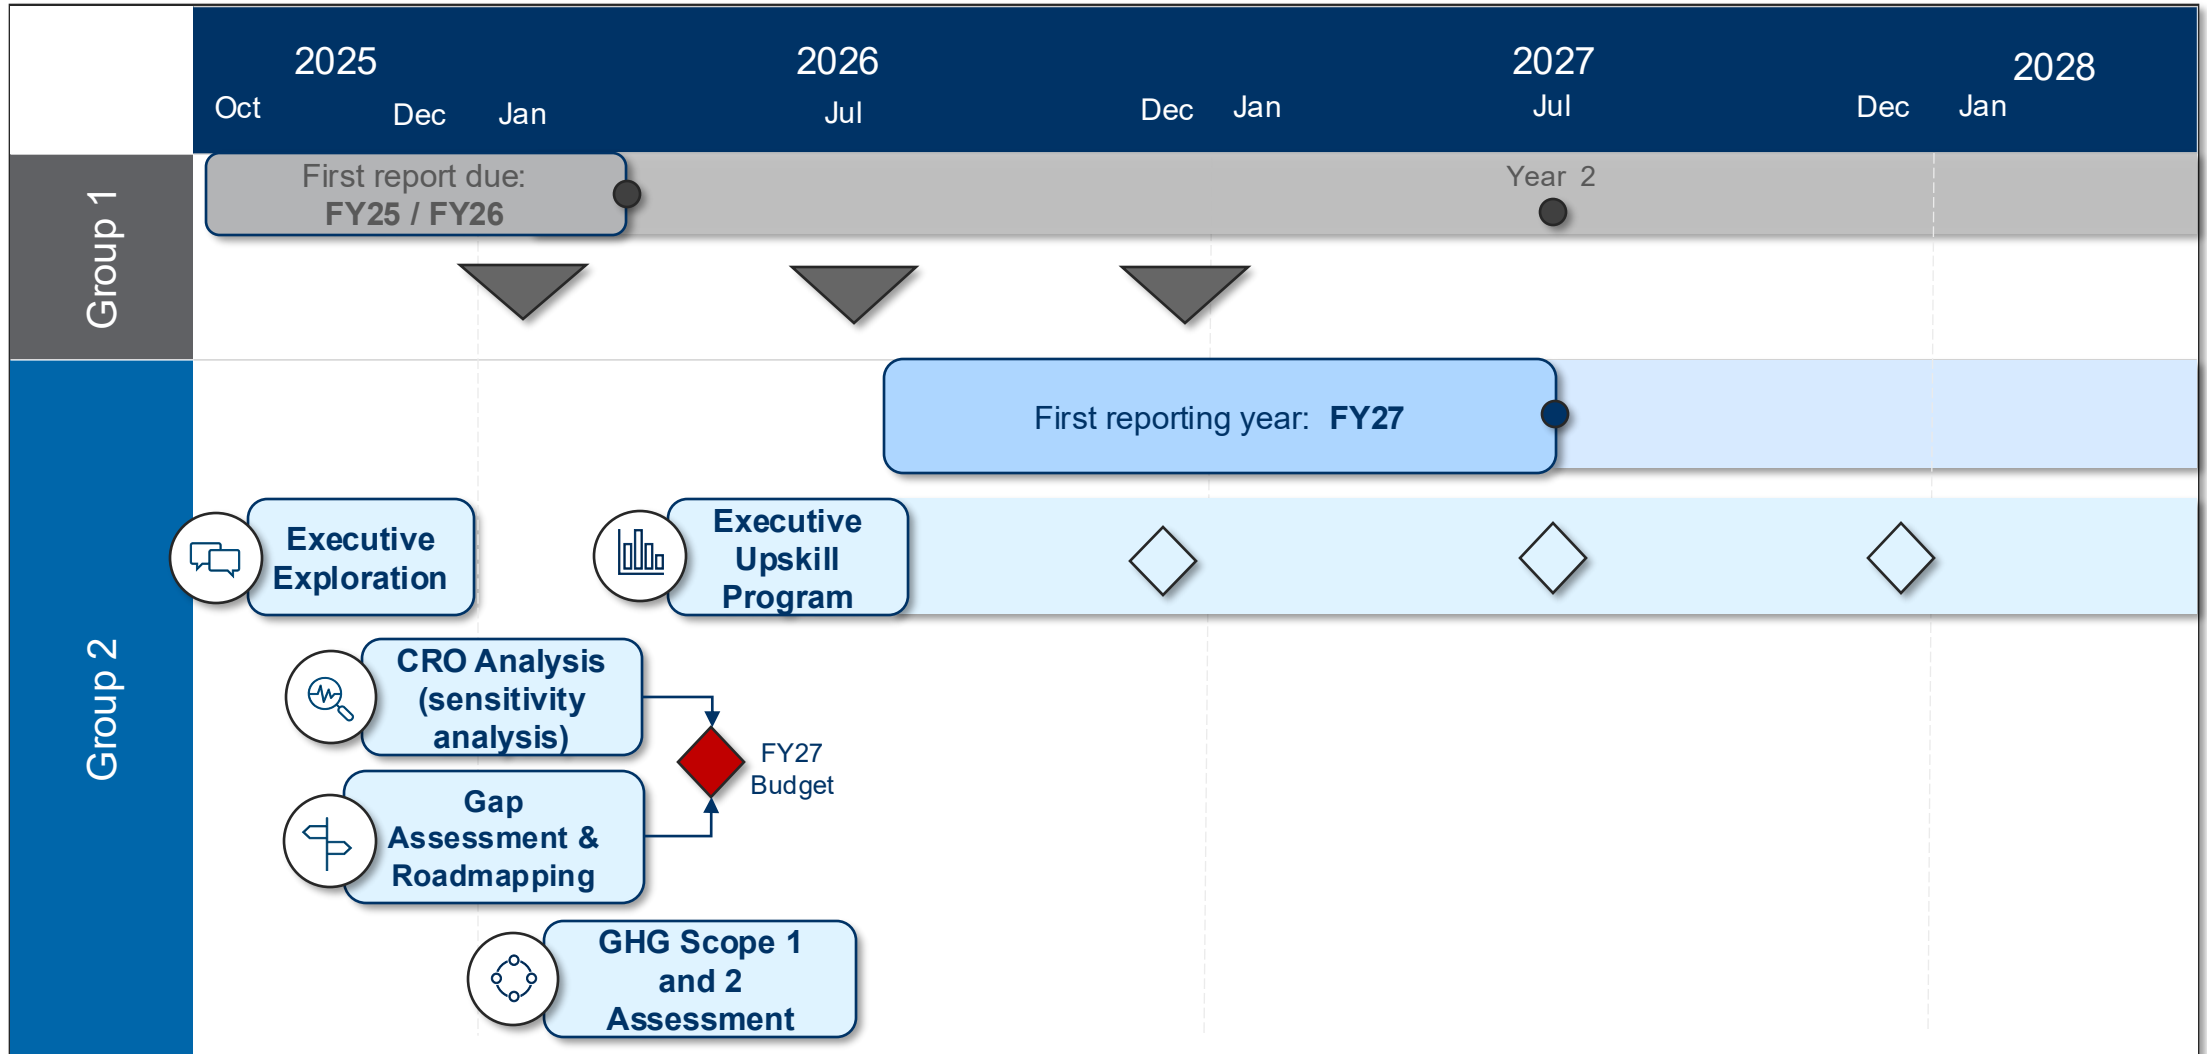 2025
2026
2027
2028
Oct
Dec
Jan
Jul
Dec
Jan
Jul
Dec
Jan
Group 1
First report due:
FY25 / FY26
Year 2
Group 2
First reporting year: FY27
Executive
Exploration
Executive
Upskill
Program
CRO Analysis
(sensitivity
analysis)
FY27
Budget
Gap
Assessment &
Roadmapping
GHG Scope 1
and 2
Assessment